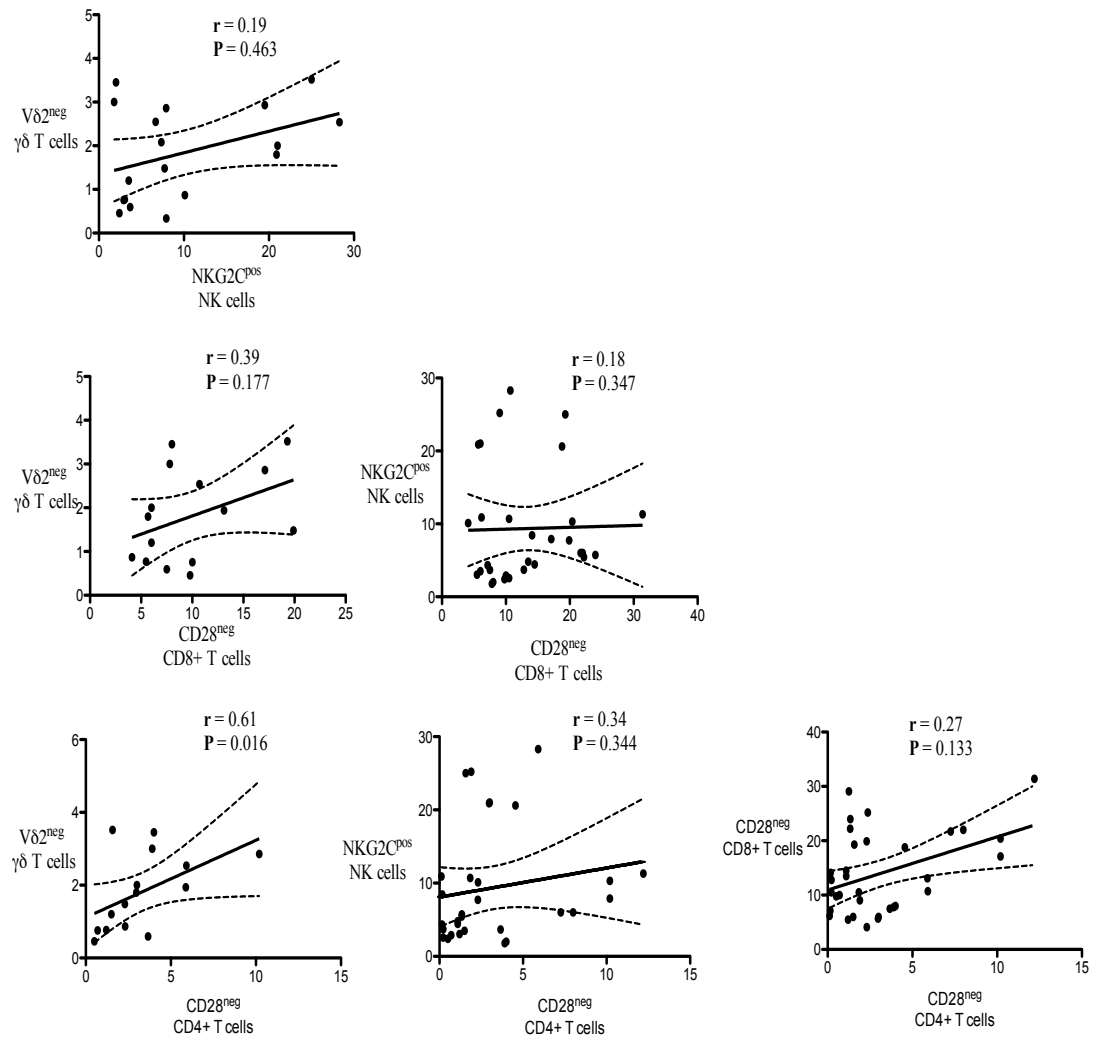 r = 0.19
P = 0.463
5
4
3
2
1
0
Vδ2neg
γδ T cells
0 10 20 30
NKG2Cpos
NK cells
r = 0.39
P = 0.177
5
4
3
2
1
0
Vδ2neg
γδ T cells
0 5 10 15 20 25
CD28neg
CD8+ T cells
r = 0.18
P = 0.347
30
20
10
0
NKG2Cpos
NK cells
0 10 20 30 40
CD28neg
CD8+ T cells
r = 0.61
P = 0.016
6
4
2
0
Vδ2neg
γδ T cells
0 5 10 15
CD28neg
CD4+ T cells
r = 0.34
P = 0.344
30
20
10
0
NKG2Cpos
NK cells
0 5 10 15
CD28neg
CD4+ T cells
r = 0.27
P = 0.133
40
30
20
10
0
CD28neg
CD8+ T cells
0 5 10 15
CD28neg
CD4+ T cells